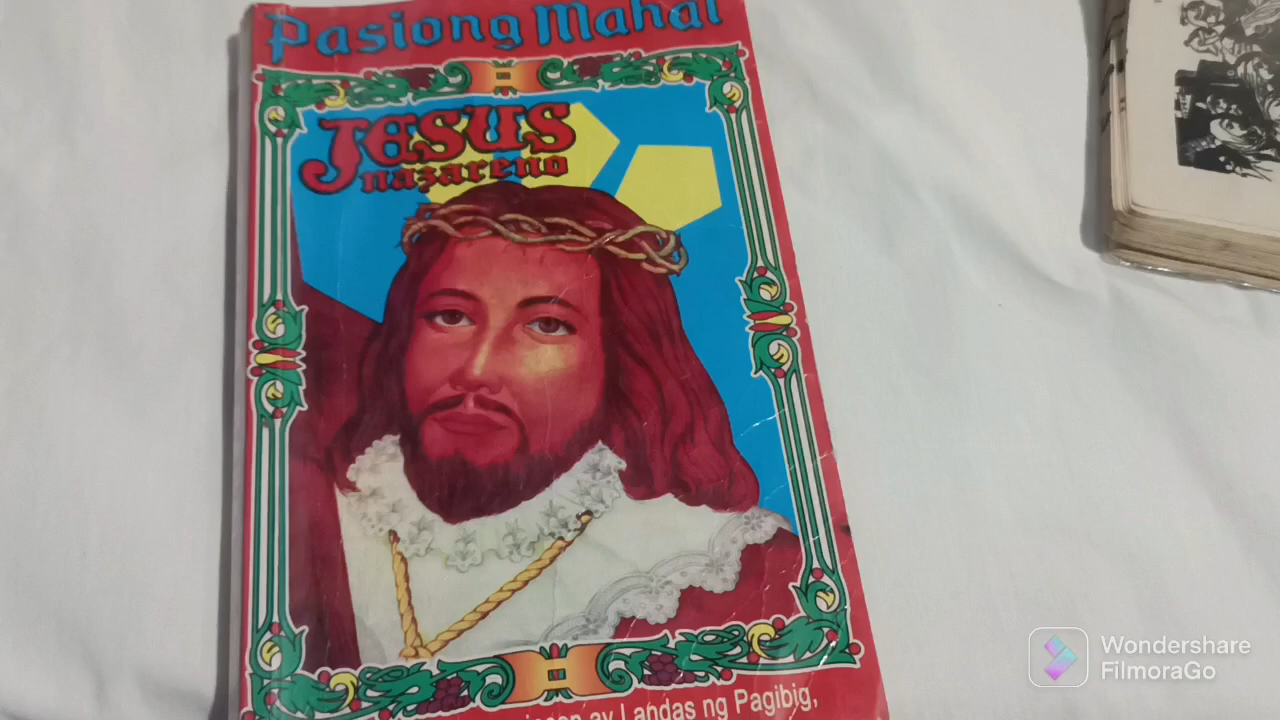 Pasiong Mahal
JESUS
nazareno
ay Landas ng Pagibig,
Wondershare
FilmoraGo